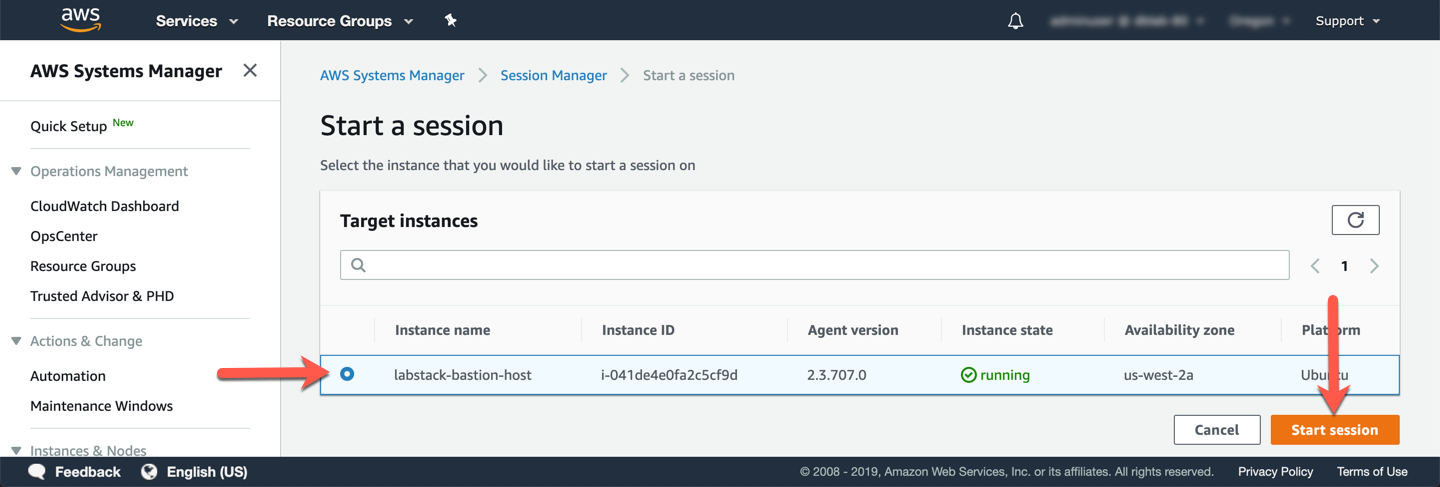 aws Services Resource Groups Support
AWS Systems Manager
Quick Setup New
Operations Management
CloudWatch Dashboard
OpsCenter
Resource Groups
Trusted Advisor & PHD
Actions & Change
Automation
Maintenance Windows
Instances & Nodes
AWS Systems Manager Session Manager Start a session
Start a session
Select the instance that you would like to start a session on
Target instances
1
Instance name Instance ID Agent version Instance state Availability zone Platform
labstack-bastion-host i-041de4e0fa2c5cf9d 2.3.707.0 running us-west-2a Ubuntu
Cancel Start session
Feedback English (US) © 2008 - 2019, Amazon Web Services, Inc. or its affiliates. All rights reserved. Privacy Policy Terms of Use